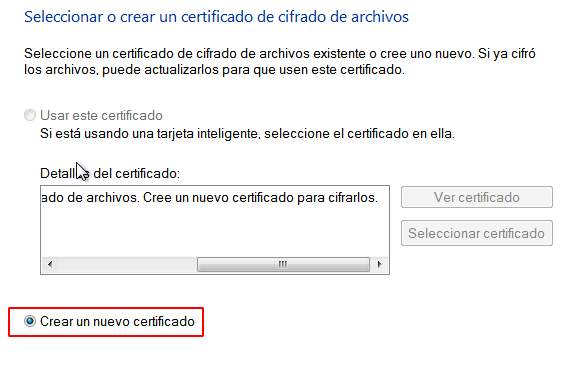 Seleccionar o crear un certificado de cifrado de archivos
Seleccione un certificado de cifrado de archivos existente o cree uno nuevo. Si ya cifró
los archivos, puede actualizarlos para que usen este certificado.
Usar este certificado
Si está usando una tarjeta inteligente, seleccione el certificado en ella.
Detalles del certificado:
ado de archivos. Cree un nuevo certificado para cifrarlos.
Ver certificado
Seleccionar certificado
Crear un nuevo certificado